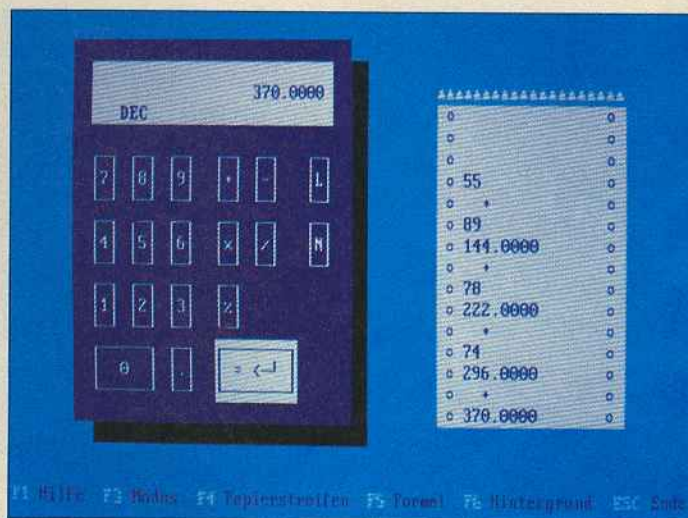 370.0000
DEC
7 8 9 + - L
4 5 6 x / M
1 2 3 %
0 . = <─┘
55
+
89
144.0000
+
78
222.0000
+
74
296.0000
+
370.0000
F1 Hilfe F3 Modus F4 Papierstreifen F5 Formel F6 Hintergrund ESC Ende